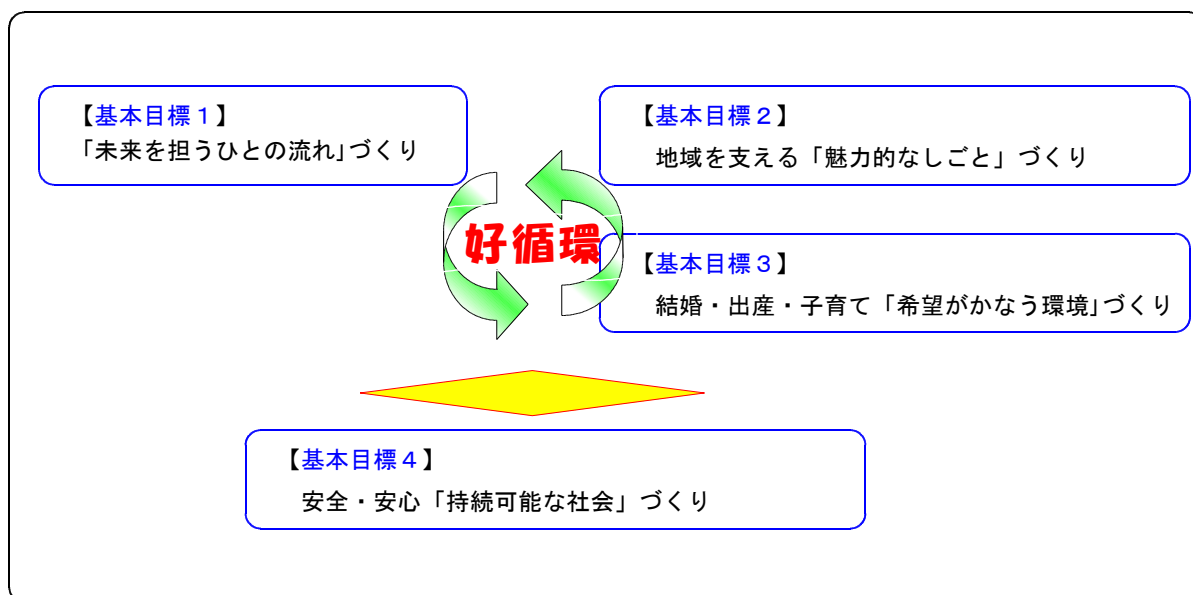 【基本目標１】
「未来を担うひとの流れ」づくり
【基本目標２】
地域を支える「魅力的なしごと」づくり
好循環
【基本目標３】
結婚・出産・子育て「希望がかなう環境」づくり
【基本目標４】
安全・安心「持続可能な社会」づくり